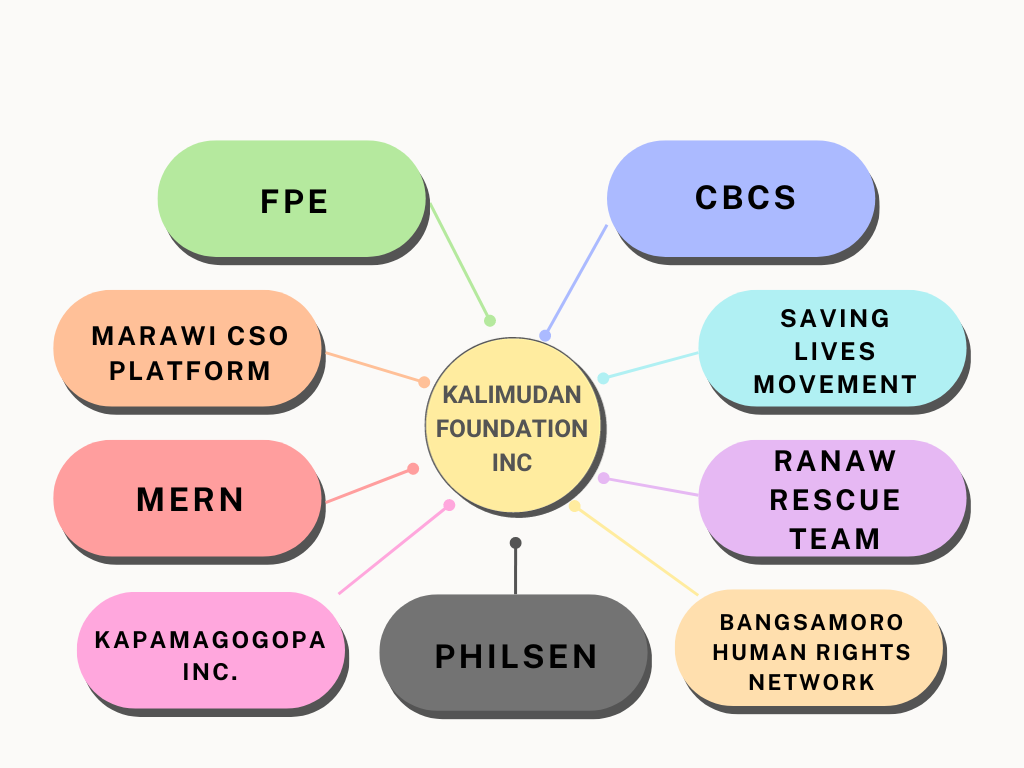 FPE
CBCS
MARAWI CSO
PLATFORM
SAVING
LIVES
MOVEMENT
KALIMUDAN
FOUNDATION
INC
MERN
RANAW
RESCUE
TEAM
KAPAMAGOGOPA
INC.
PHILSEN
BANGSAMORO
HUMAN RIGHTS
NETWORK